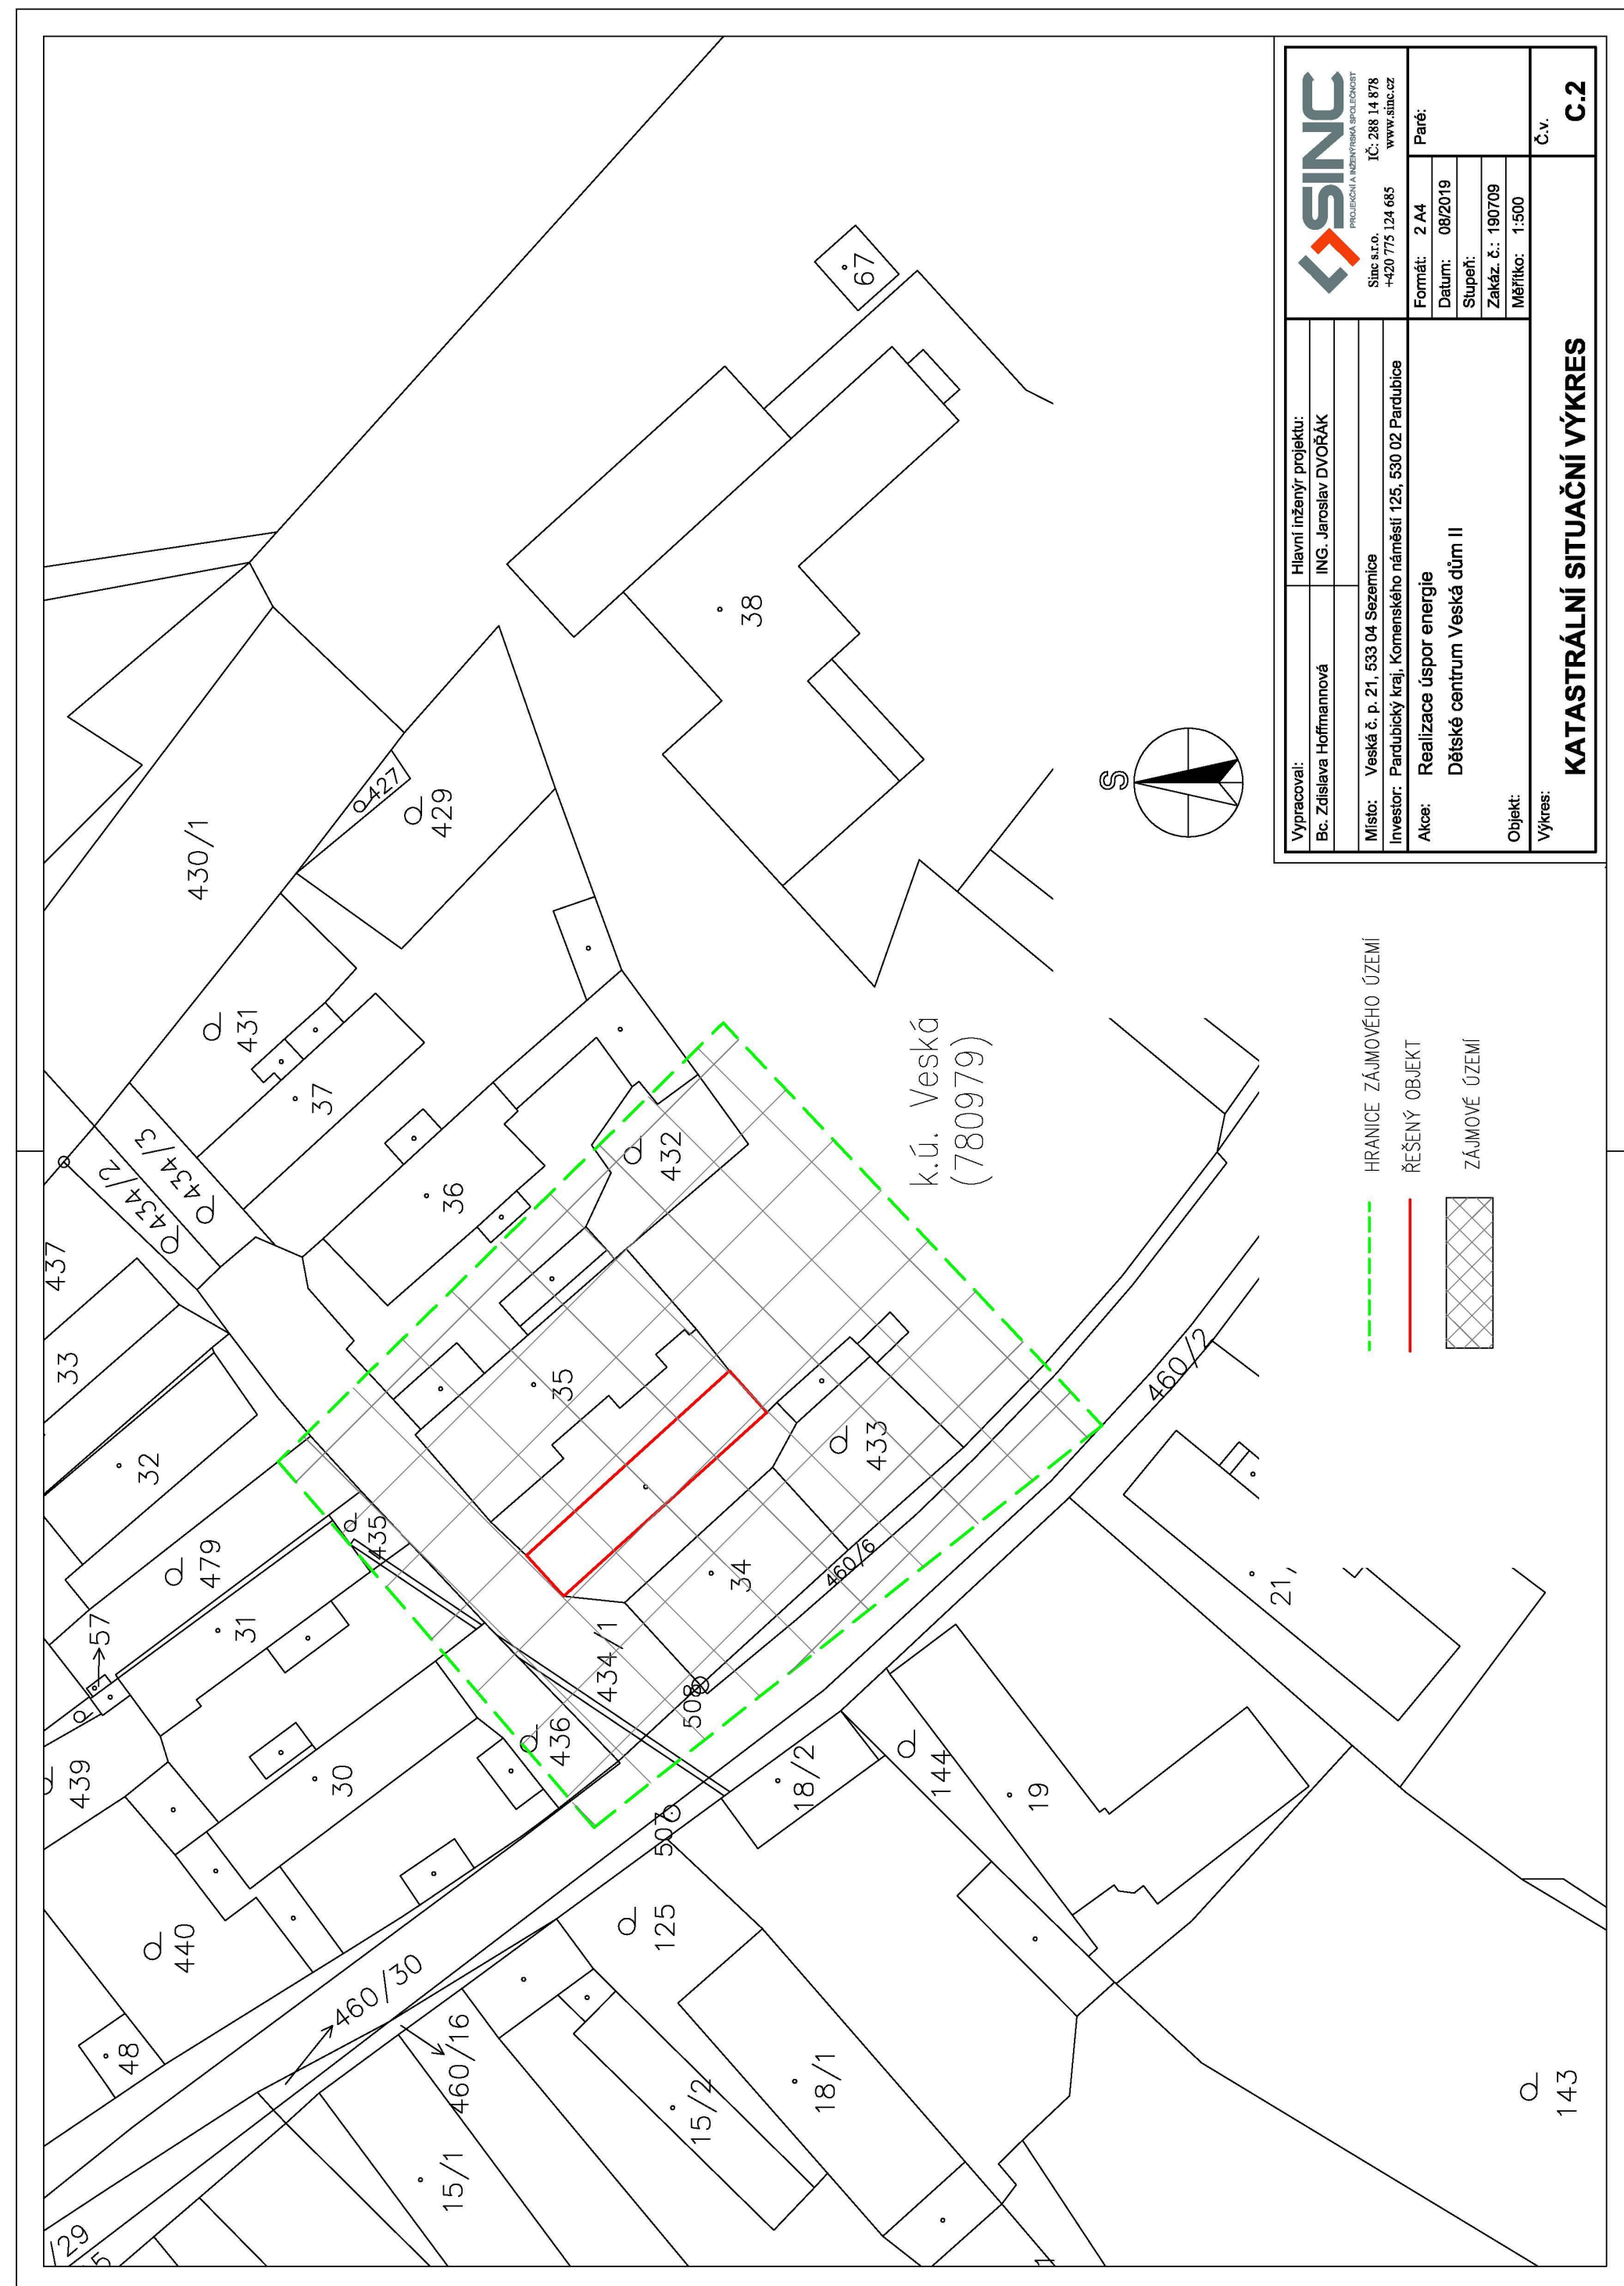 437
33
434/2
434/3
430/1
427
429
431
37
36
32
479
57
31
435
35
432
38
67
439
30
436
434/1
34
433
508
507
460/6
460/2
k.ú. Veská
(780979)
S
440
48
460/30
460/16
125
18/2
144
19
21
15/1
15/2
18/1
143
/29
5
1
HRANICE ZÁJMOVÉHO ÚZEMÍ
ŘEŠENÝ OBJEKT
ZÁJMOVÉ ÚZEMÍ
Vypracoval:
Hlavní inženýr projektu:
Bc. Zdislava Hoffmannová
ING. Jaroslav DVOŘÁK
SINC
PROJEKČNÍ A INŽENÝRSKÁ SPOLEČNOST
Sinc s.r.o. IČ: 288 14 878
+420 775 124 685 www.sinc.cz
Místo: Veská č. p. 21, 533 04 Sezemice
Investor: Pardubický kraj, Komenského náměstí 125, 530 02 Pardubice
Akce: Realizace úspor energie
Dětské centrum Veská dům II
Objekt:
Formát: 2 A4
Datum: 08/2019
Stupeň:
Zakáz. č.: 190709
Měřítko: 1:500
Paré:
Výkres:
KATASTRÁLNÍ SITUAČNÍ VÝKRES
Č.v.
C.2